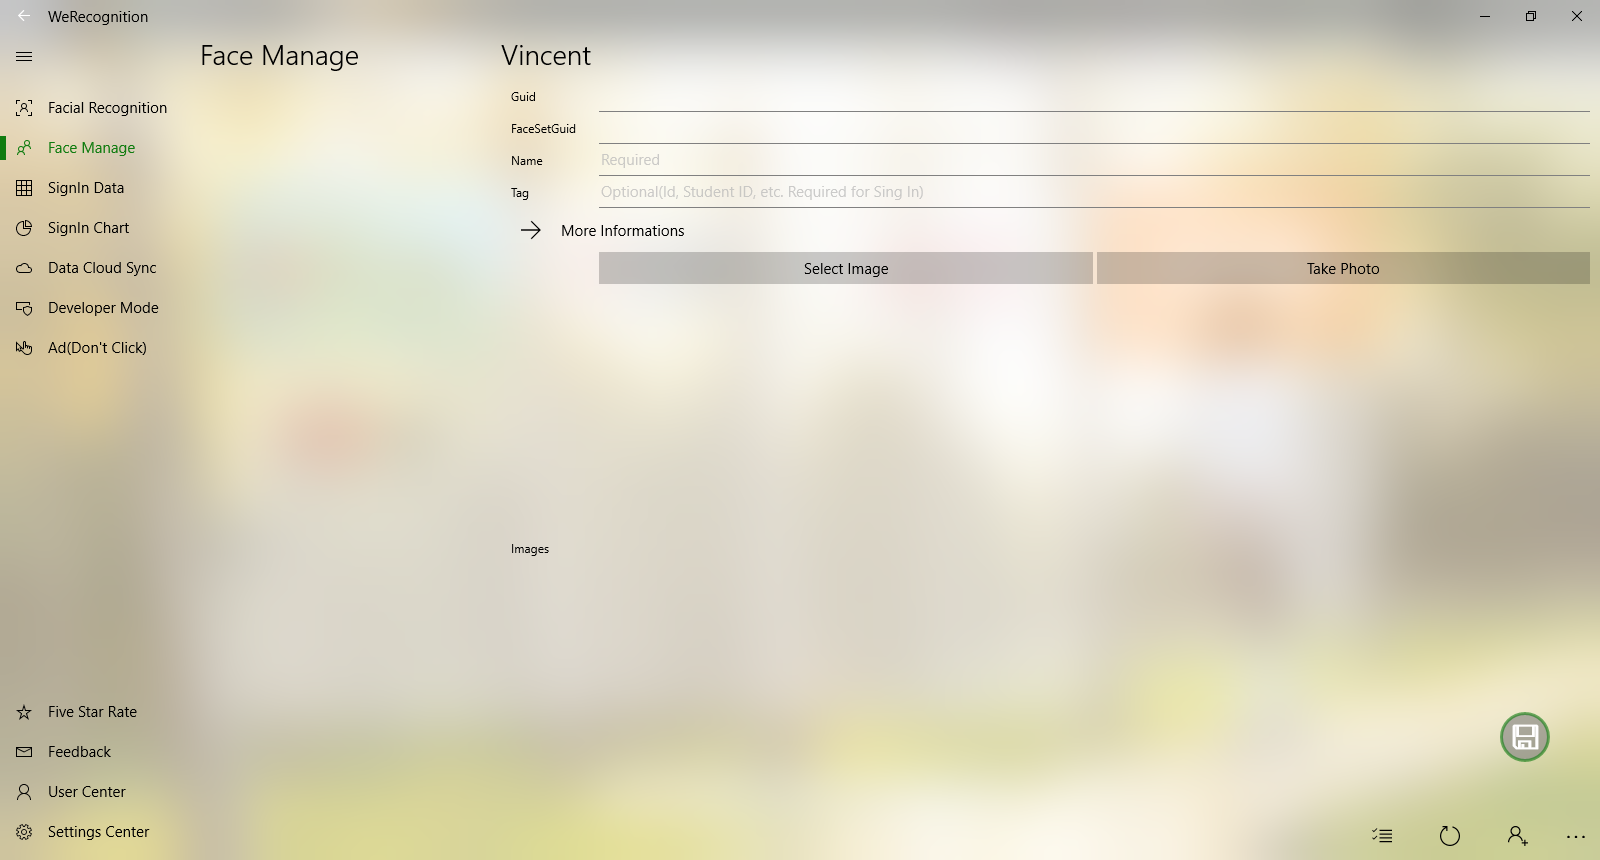 WeRecognition
Face Manage
Vincent
Facial Recognition
Face Manage
SignIn Data
SignIn Chart
Data Cloud Sync
Developer Mode
Ad(Don't Click)
Guid
FaceSetGuid
Name Required
Tag Optional(Id, Student ID, etc. Required for Sing In)
More Informations
Select Image Take Photo
Images
Five Star Rate
Feedback
User Center
Settings Center